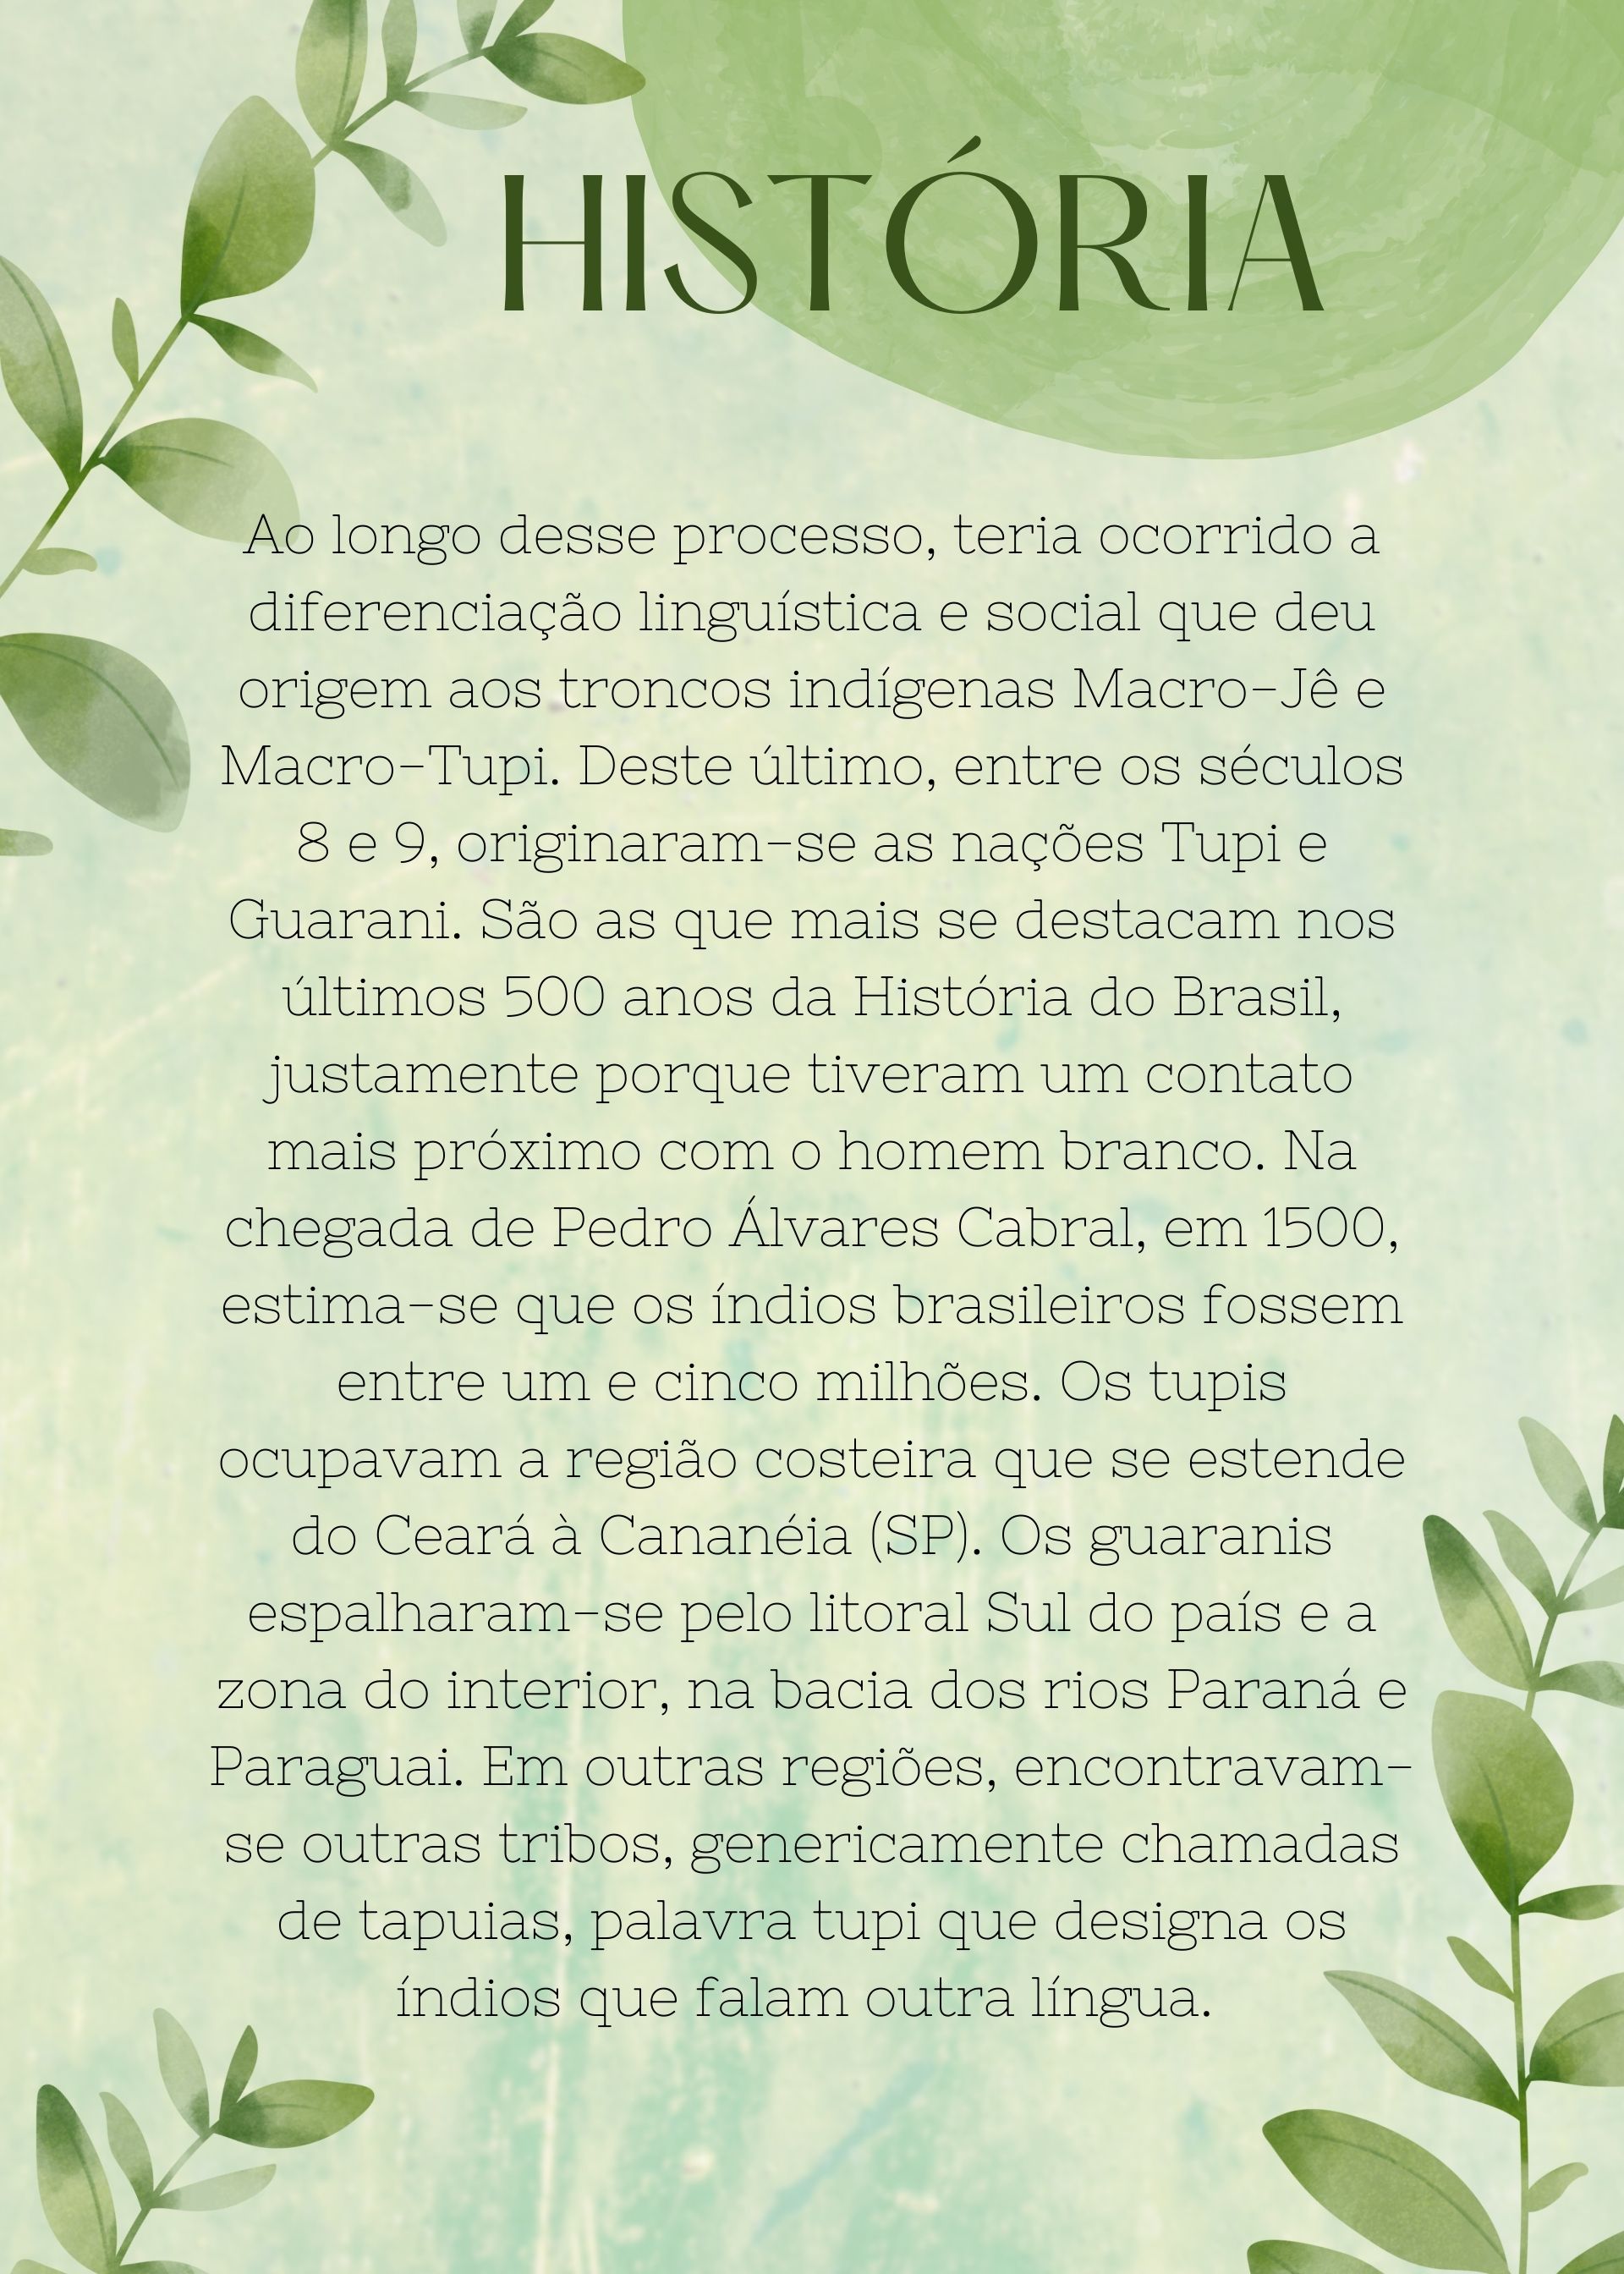 HISTÓRIA
Ao longo desse processo, teria ocorrido a
diferenciação linguística e social que deu
origem aos troncos indígenas Macro-Jê e
Macro-Tupi. Deste último, entre os séculos
8 e 9, originaram-se as nações Tupi e
Guarani. São as que mais se destacam nos
últimos 500 anos da História do Brasil,
justamente porque tiveram um contato
mais próximo com o homem branco. Na
chegada de Pedro Álvares Cabral, em 1500,
estima-se que os índios brasileiros fossem
entre um e cinco milhões. Os tupis
ocupavam a região costeira que se estende
do Ceará à Cananéia (SP). Os guaranis
espalharam-se pelo litoral Sul do país e a
zona do interior, na bacia dos rios Paraná e
Paraguai. Em outras regiões, encontravam-
se outras tribos, genericamente chamadas
de tapuias, palavra tupi que designa os
índios que falam outra língua.